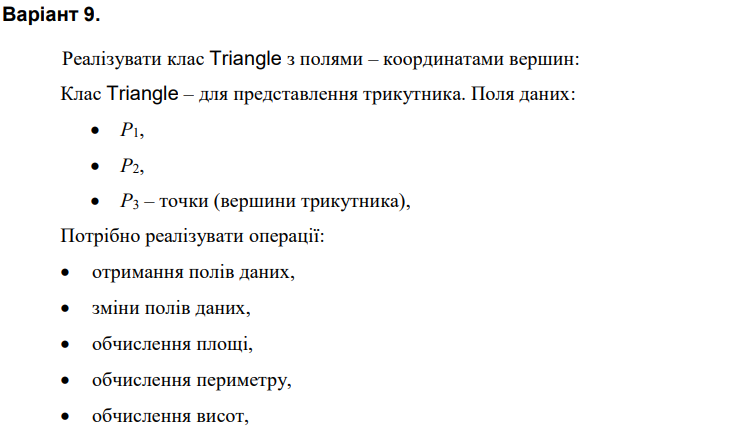 Варіант 9.
Реалізувати клас Triangle з полями – координатами вершин:
Клас Triangle – для представлення трикутника. Поля даних:
• P1,
• P2,
• P3 – точки (вершини трикутника),
Потрібно реалізувати операції:
• отримання полів даних,
• зміни полів даних,
• обчислення площі,
• обчислення периметру,
• обчислення висот,